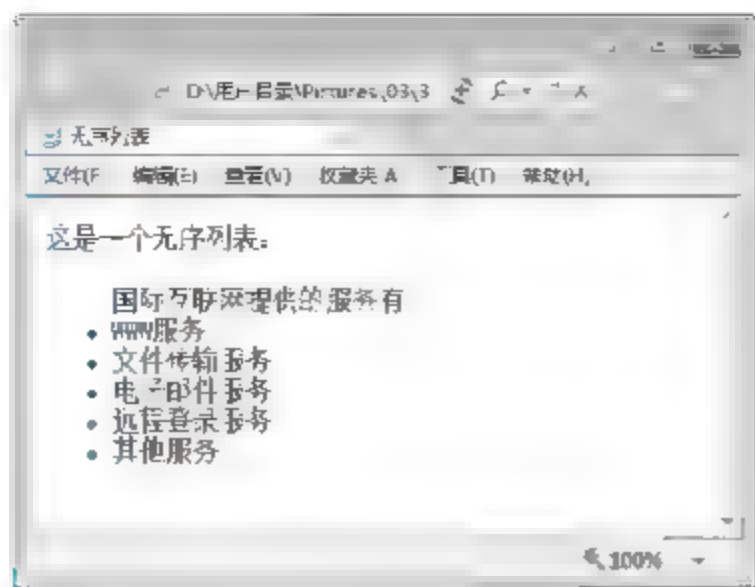 D:\用户目录\Pictures\03\3
无序列表
文件(F 编辑(E) 查看(V) 收藏夹 A 工具(T) 帮助(H,
这是一个无序列表：
国际互联网提供的服务有
WWW服务
文件传输服务
电子邮件服务
远程登录服务
其他服务
100%